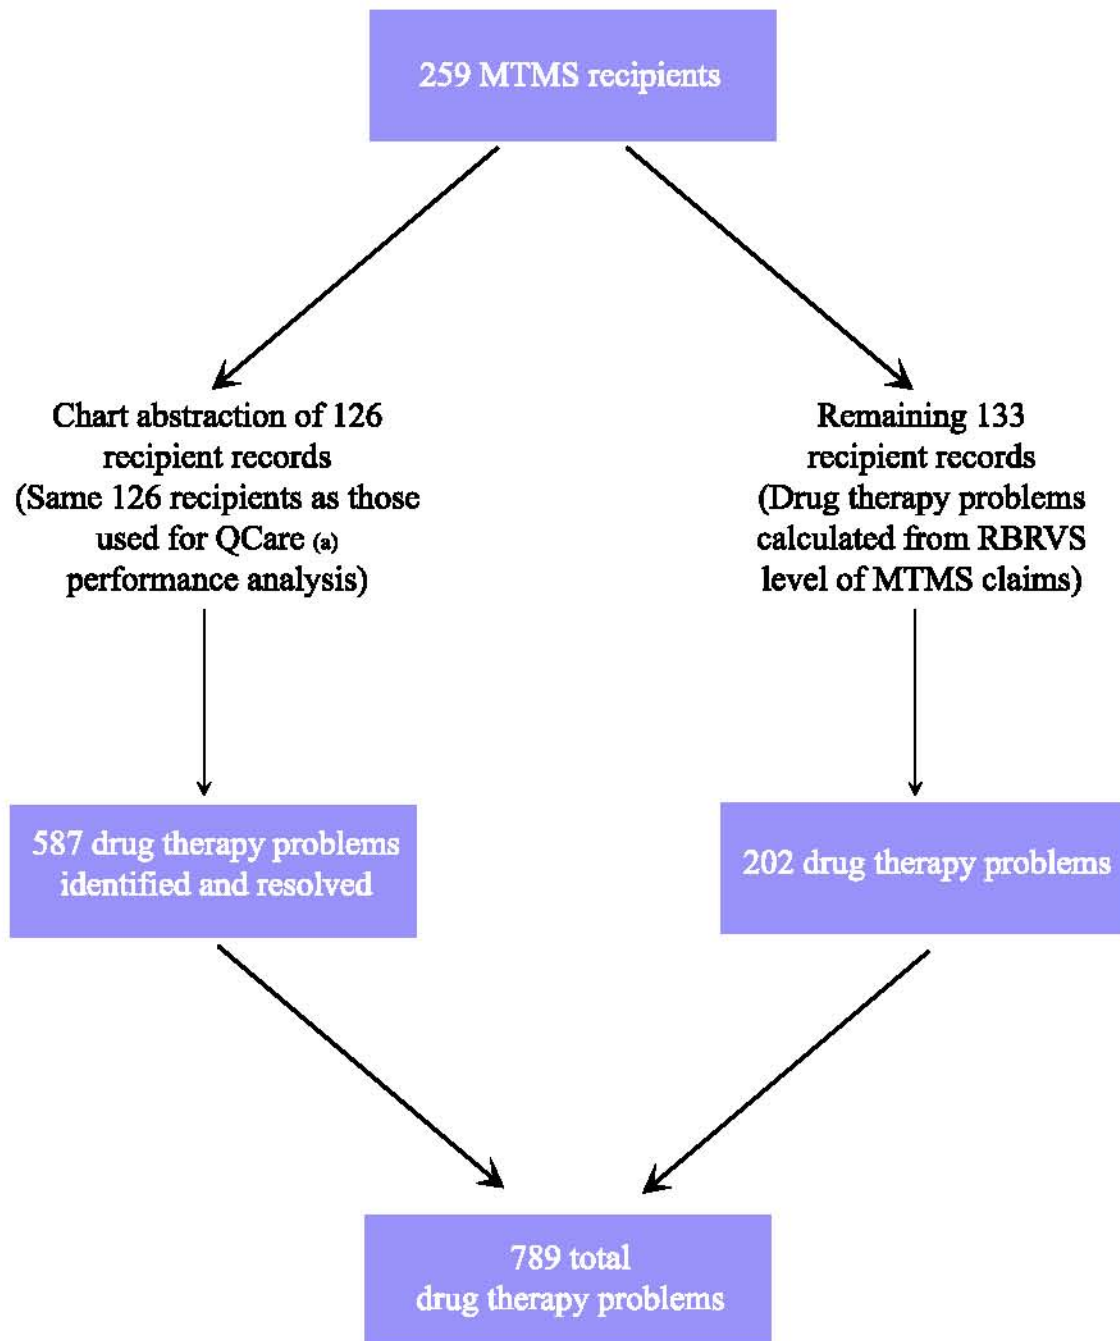 259 MTMS recipients
Chart abstraction of 126
recipient records
(Same 126 recipients as those
used for QCare (a)
performance analysis)
Remaining 133
recipient records
(Drug therapy problems
calculated from RBRVS
level of MTMS claims)
587 drug therapy problems
identified and resolved
202 drug therapy problems
789 total
drug therapy problems